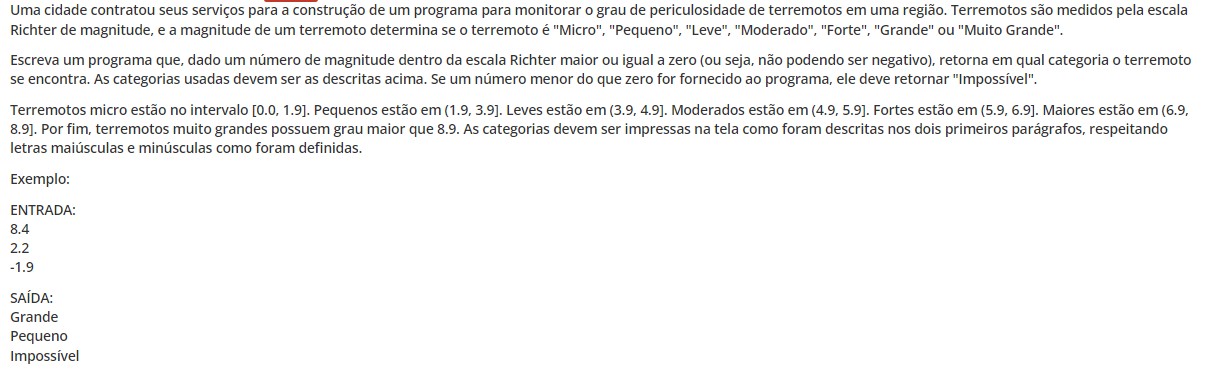 Uma cidade contratou seus serviços para a construção de um programa para monitorar o grau de periculosidade de terremotos em uma região. Terremotos são medidos pela escala
Richter de magnitude, e a magnitude de um terremoto determina se o terremoto é "Micro", "Pequeno", "Leve", "Moderado", "Forte", "Grande" ou "Muito Grande".
Escreva um programa que, dado um número de magnitude dentro da escala Richter maior ou igual a zero (ou seja, não podendo ser negativo), retorna em qual categoria o terremoto
se encontra. As categorias usadas devem ser as descritas acima. Se um número menor do que zero for fornecido ao programa, ele deve retornar "Impossível".
Terremotos micro estão no intervalo [0.0, 1.9]. Pequenos estão em (1.9, 3.9]. Leves estão em (3.9, 4.9]. Moderados estão em (4.9, 5.9]. Fortes estão em (5.9, 6.9]. Maiores estão em (6.9,
8.9]. Por fim, terremotos muito grandes possuem grau maior que 8.9. As categorias devem ser impressas na tela como foram descritas nos dois primeiros parágrafos, respeitando
letras maiúsculas e minúsculas como foram definidas.
Exemplo:
ENTRADA:
8.4
2.2
-1.9
SAÍDA:
Grande
Pequeno
Impossível